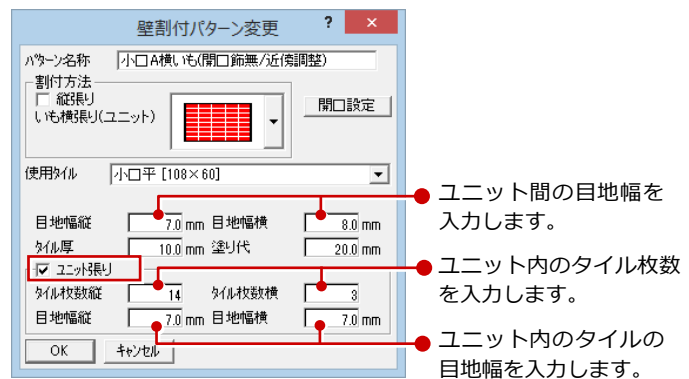 壁割付パターン変更 ? ×
パターン名称 小口A横いも(開口飾無/近傍調整)
割付方法
縦張り
いも横張り(ユニット)
開口設定
使用タイル 小口平 [108×60]
目地幅縦 7.0 mm 目地幅横 8.0 mm
タイル厚 10.0 mm 塗り代 20.0 mm
ユニット張り
タイル枚数縦 14 タイル枚数横 3
目地幅縦 7.0 mm 目地幅横 7.0 mm
OK キャンセル
ユニット間の目地幅を
入力します。
ユニット内のタイル枚数
を入力します。
ユニット内のタイルの
目地幅を入力します。